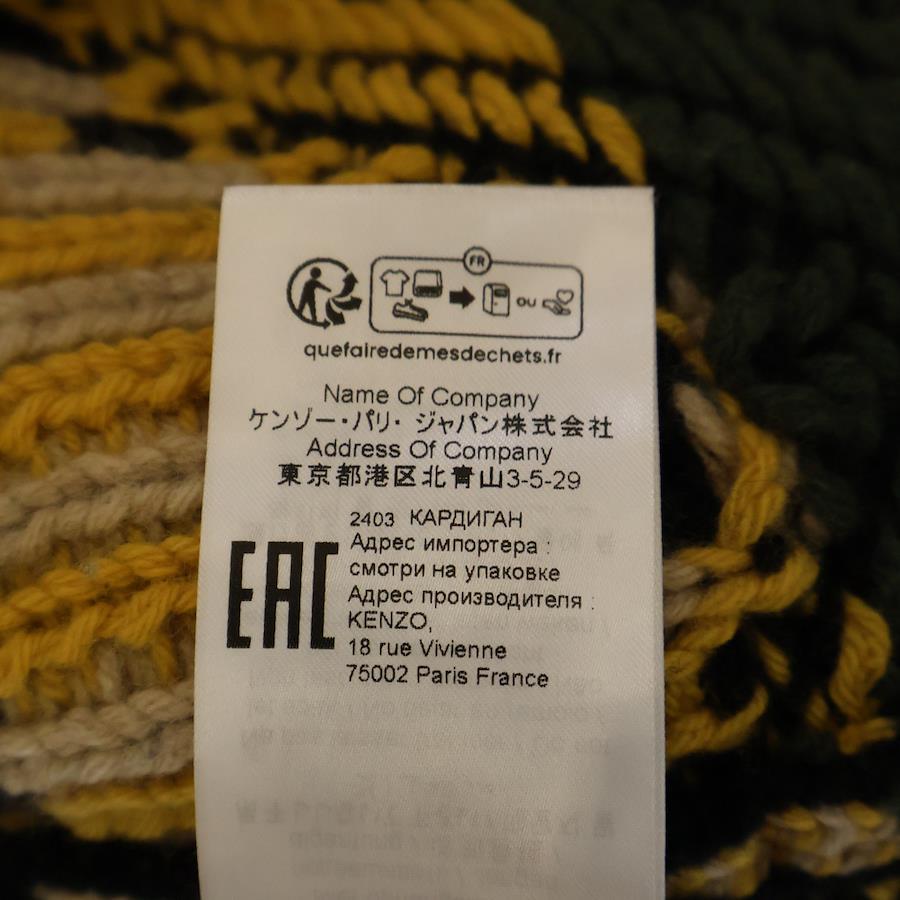 FR
OU
quefairedemesdechets.fr
Name Of Company
ケンゾー・パリ・ジャパン株式会社
Address Of Company
東京都港区北青山3-5-29
2403 КАРДИГАН
Адрес импортера :
смотри на упаковке
Адрес производителя :
KENZO,
18 rue Vivienne
75002 Paris France
EAC